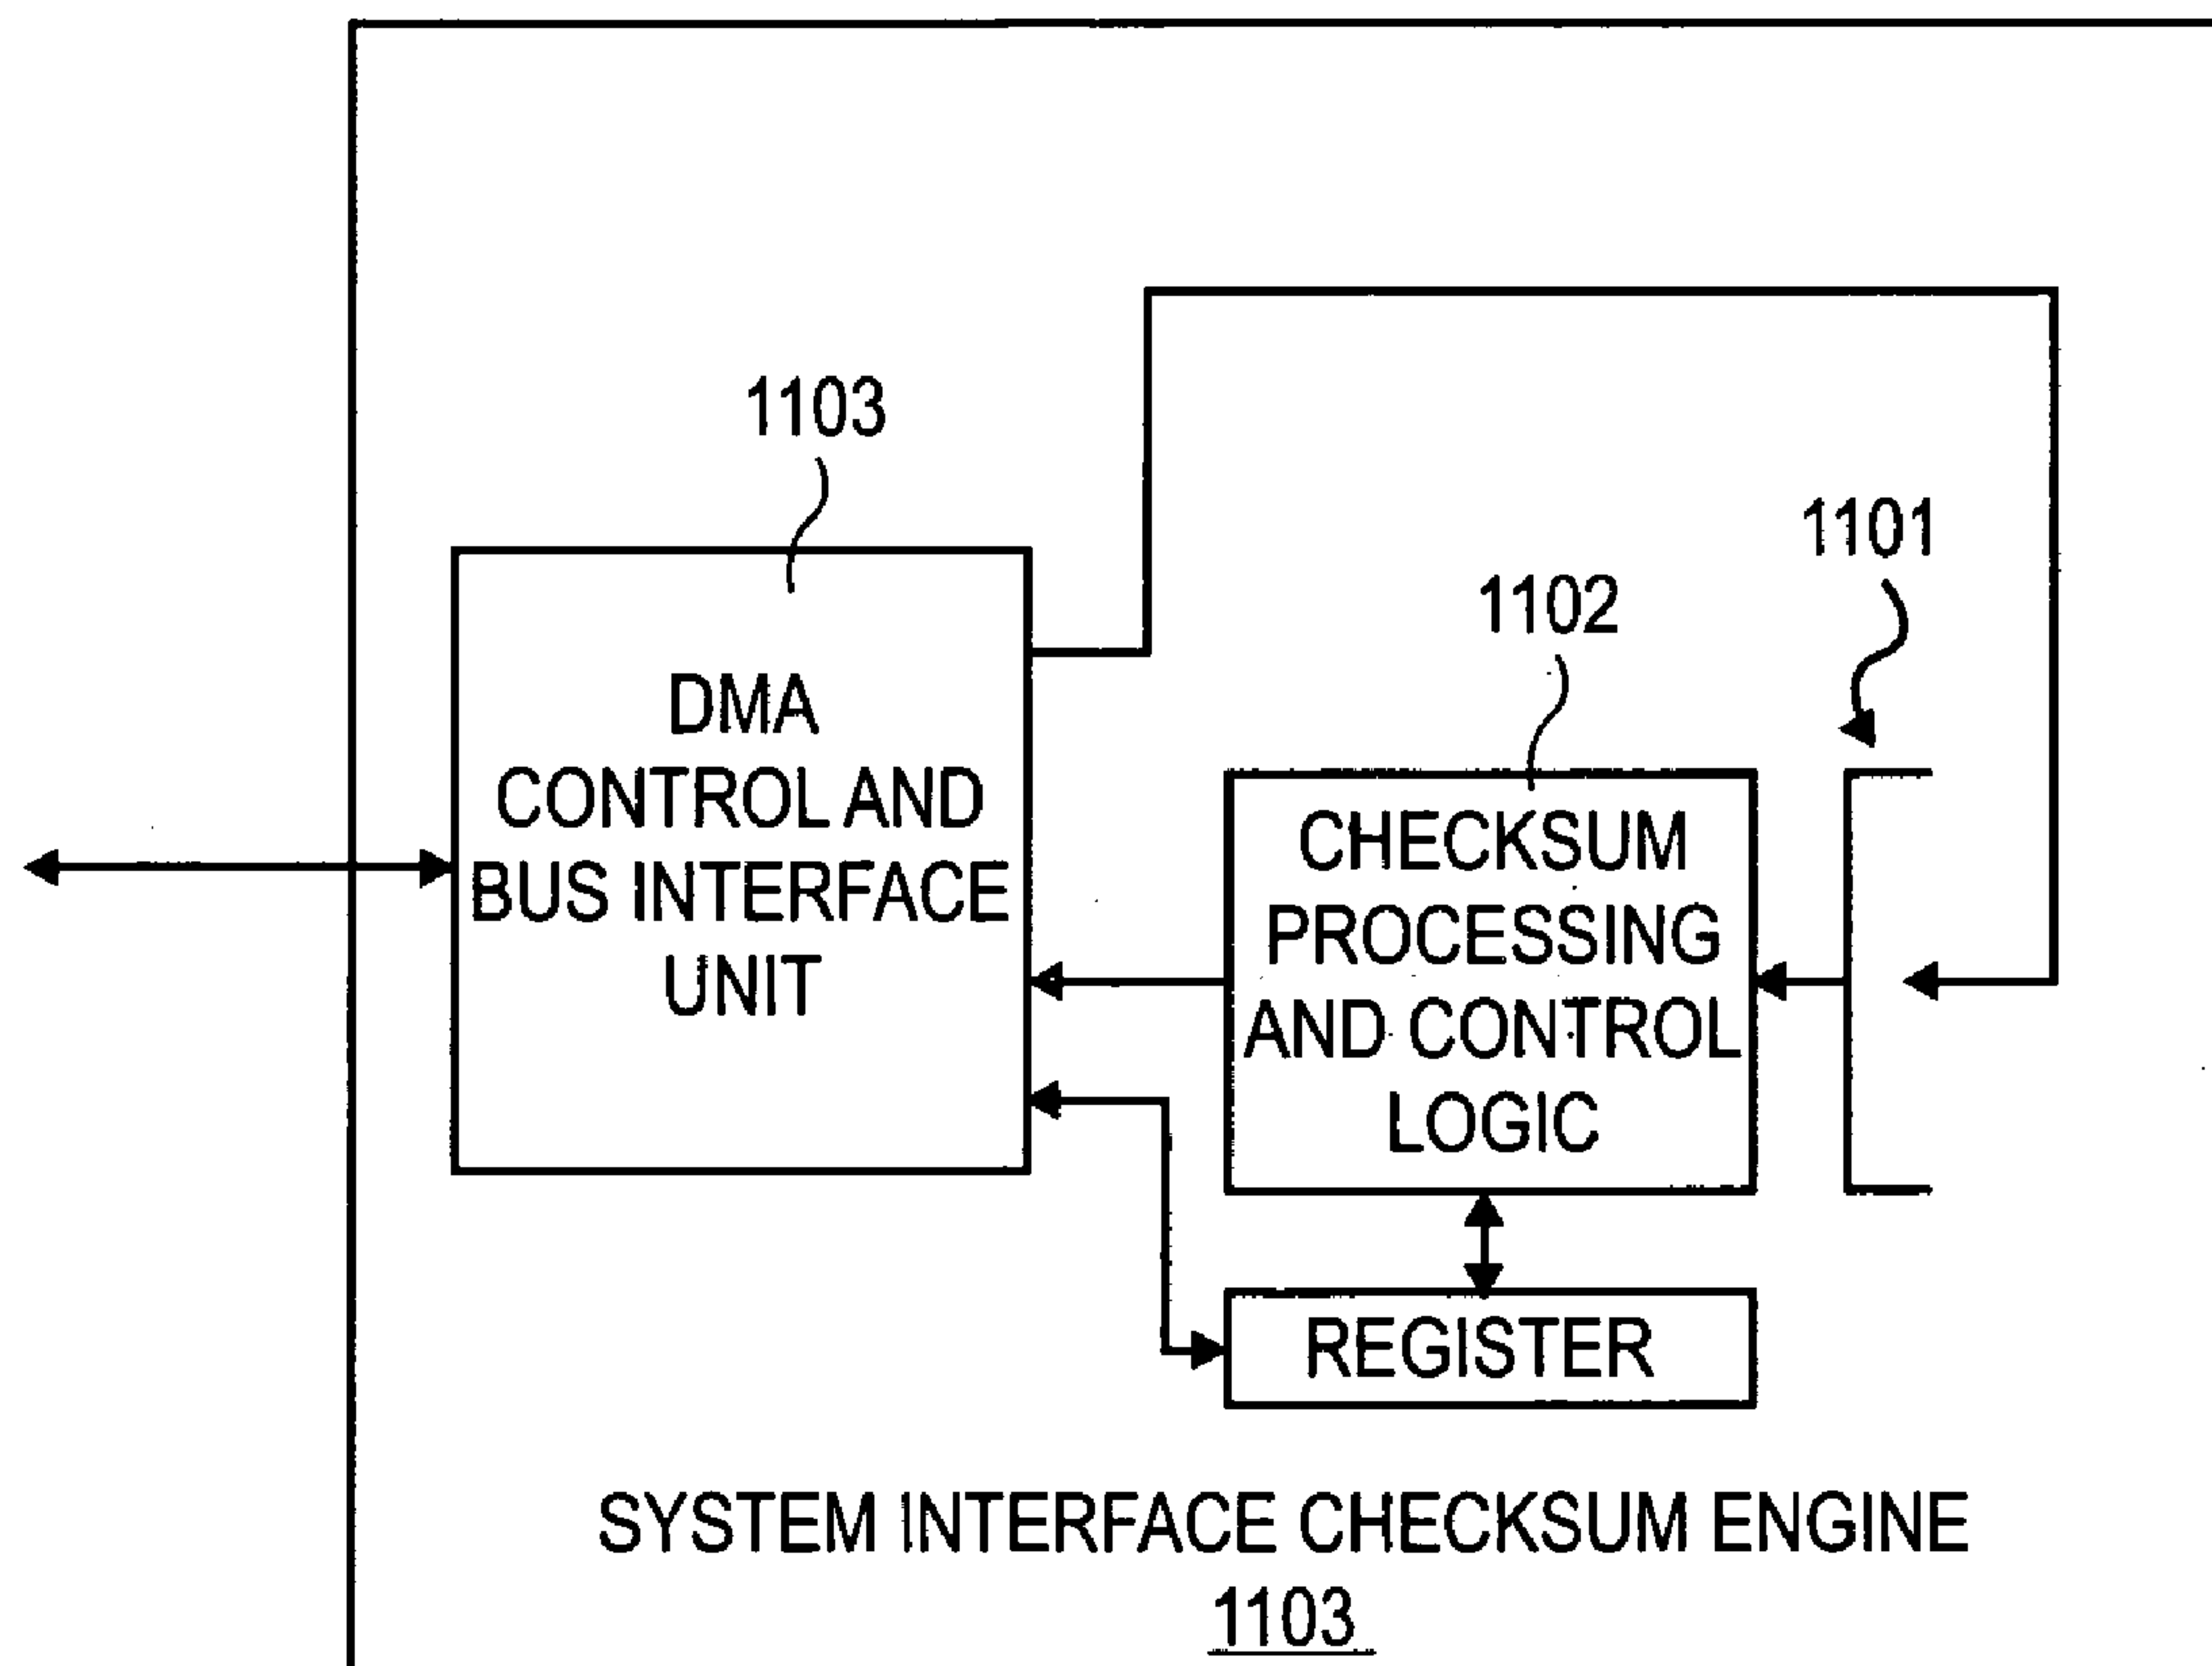 1103
1101
1102
DMA
CONTROL AND
BUS INTERFACE
UNIT
CHECKSUM
PROCESSING
AND CONTROL
LOGIC
REGISTER
SYSTEM INTERFACE CHECKSUM ENGINE
1103